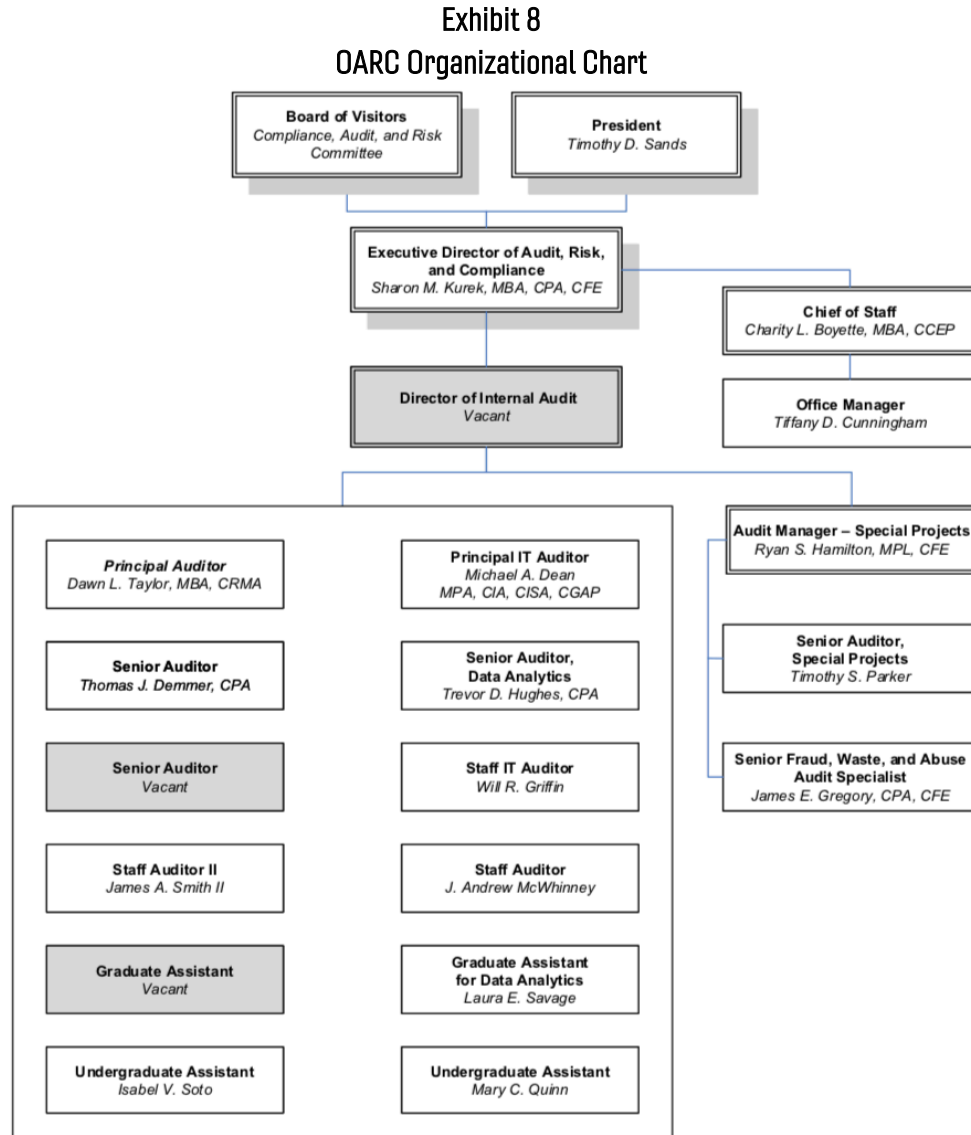 Exhibit 8
OARC Organizational Chart
Board of Visitors
Compliance, Audit, and Risk
Committee
President
Timothy D. Sands
Executive Director of Audit, Risk,
and Compliance
Sharon M. Kurek, MBA, CPA, CFE
Chief of Staff
Charity L. Boyette, MBA, CCEP
Office Manager
Tiffany D. Cunningham
Director of Internal Audit
Vacant
Principal Auditor
Dawn L. Taylor, MBA, CRMA
Principal IT Auditor
Michael A. Dean
MPA, CIA, CISA, CGAP
Senior Auditor
Thomas J. Demmer, CPA
Senior Auditor,
Data Analytics
Trevor D. Hughes, CPA
Senior Auditor
Vacant
Staff IT Auditor
Will R. Griffin
Staff Auditor II
James A. Smith II
Staff Auditor
J. Andrew McWhinney
Graduate Assistant
Vacant
Graduate Assistant
for Data Analytics
Laura E. Savage
Undergraduate Assistant
Isabel V. Soto
Undergraduate Assistant
Mary C. Quinn
Audit Manager – Special Projects
Ryan S. Hamilton, MPL, CFE
Senior Auditor,
Special Projects
Timothy S. Parker
Senior Fraud, Waste, and Abuse
Audit Specialist
James E. Gregory, CPA, CFE